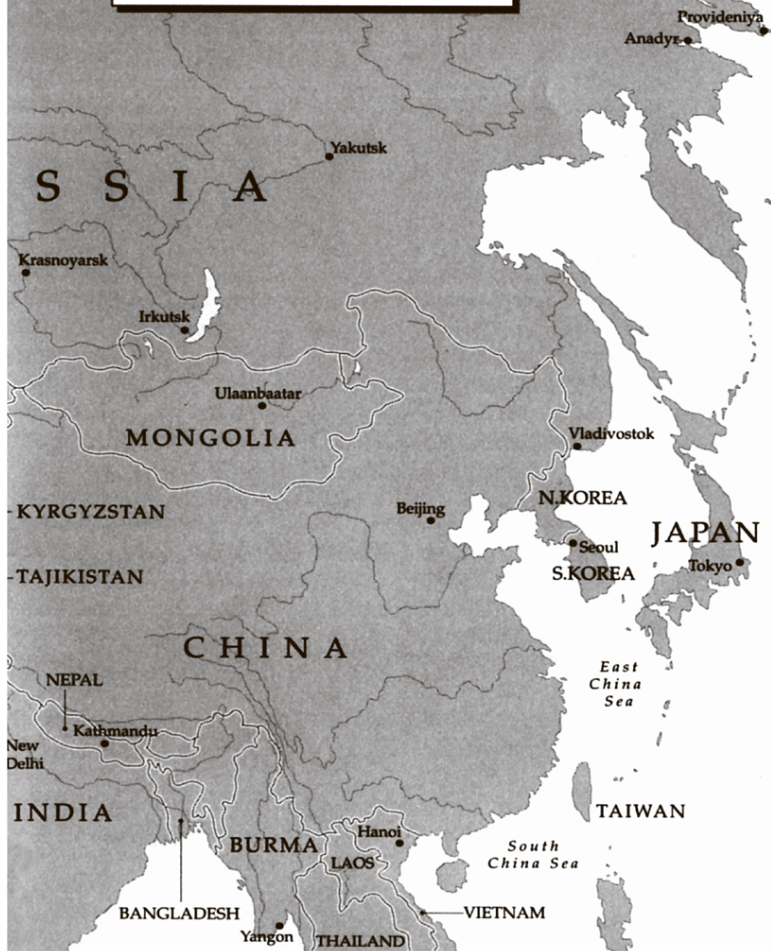 Provideniya
Anadyr
Yakutsk
SSIA
Krasnoyarsk
Irkutsk
Ulaanbaatar
MONGOLIA
Vladivostok
KYRGYZSTAN
Beijing
N.KOREA
JAPAN
Seoul
Tokyo
TAJIKISTAN
S.KOREA
CHINA
East
China
Sea
NEPAL
Kathmandu
New
Delhi
INDIA
TAIWAN
BURMA
Hanoi
LAOS
South
China Sea
BANGLADESH
VIETNAM
Yangon
THAILAND